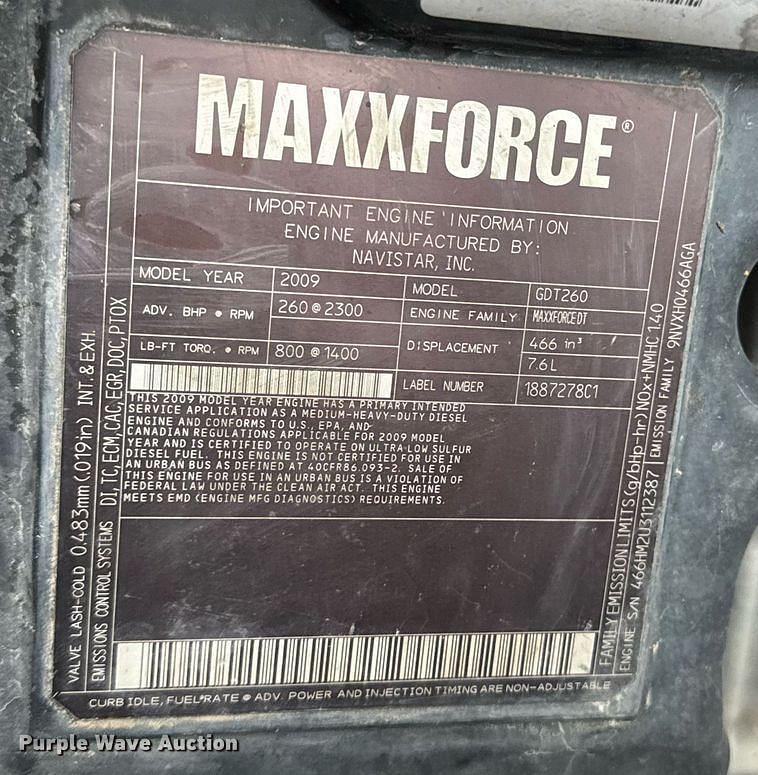 MAXXFORCE®
IMPORTANT ENGINE INFORMATION
ENGINE MANUFACTURED BY:
NAVISTAR, INC.
MODEL YEAR 2009
MODEL GDT260
ADV. BHP @ RPM 260@2300
ENGINE FAMILY MAXXFORCE DT
LB-FT TORQ. @ RPM 800 @ 1400
DISPLACEMENT 466 in³
7.6L
LABEL NUMBER 1887278C1
THIS 2009 MODEL YEAR ENGINE HAS A PRIMARY INTENDED
SERVICE APPLICATION AS A MEDIUM-HEAVY-DUTY DIESEL
ENGINE AND CONFORMS TO U.S. EPA, AND
CANADIAN REGULATIONS APPLICABLE FOR 2009 MODEL
YEAR AND IS CERTIFIED TO OPERATE ON ULTRA-LOW SULFUR
DIESEL FUEL. THIS ENGINE IS NOT CERTIFIED FOR USE IN
AN URBAN BUS AS DEFINED AT 40CFR86.093-2. SALE OF
THIS ENGINE FOR USE IN AN URBAN BUS IS A VIOLATION OF
FEDERAL LAW UNDER THE CLEAN AIR ACT. THIS ENGINE
MEETS EMD (ENGINE MFG DIAGNOSTICS) REQUIREMENTS.
VALVE LASH-COLD 0.483mm (.019in) INT. & EXH.
EMISSIONS CONTROL SYSTEMS DI, TC, ECM, CAC, EGR, DOC, PTOX
FAMILY EMISSION LIMITS (g/bHp-hr) NOx+NMHC 1.40
ENGINE S/N 466HM2U3112387 EMISSION FAMILY 9NVXH0466AGA
CURB IDLE, FUEL RATE @ ADV. POWER AND INJECTION TIMING ARE NON-ADJUSTABLE
Purple Wave Auction